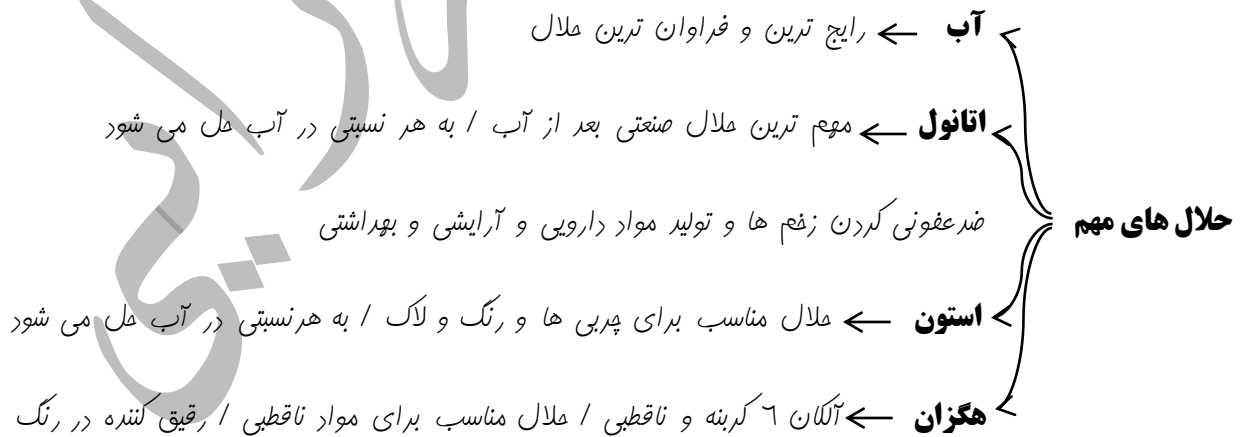 آب ← رایج ترین و فراوان ترین حلال
اتانول ← مهم ترین حلال صنعتی بعد از آب / به هر نسبتی در آب حل می شود
ضدعفونی کردن زخم ها و تولید مواد دارویی و آرایشی و بهداشتی
حلال های مهم
استون ← حلال مناسب برای چربی ها و رنگ و لاک / به هرنسبتی در آب حل می شود
هگزان ← آلکان ٦ کربنه و ناقطبی / حلال مناسب برای مواد ناقطبی / رقیق کننده در رنگ